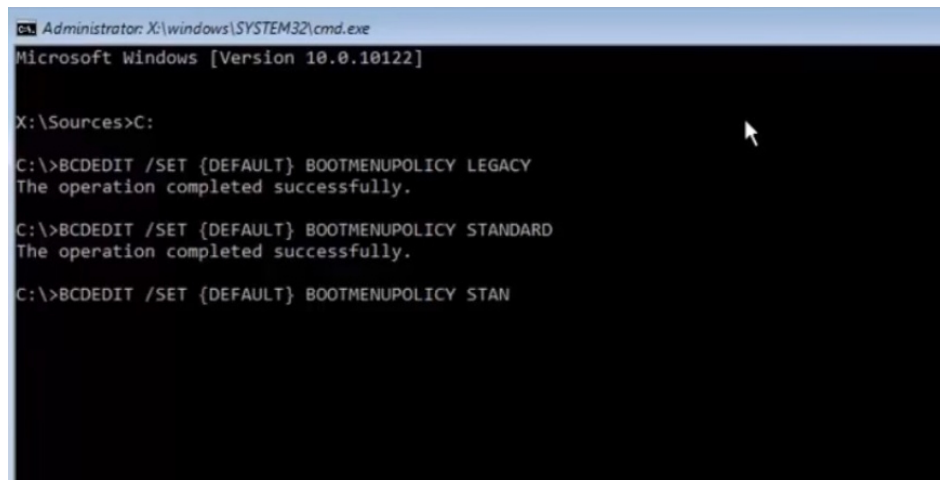 Administrator: X:\windows\SYSTEM32\cmd.exe
Microsoft Windows [Version 10.0.10122]
X:\Sources>C:
C:\>BCDEDIT /SET {DEFAULT} BOOTMENUPOLICY LEGACY
The operation completed successfully.
C:\>BCDEDIT /SET {DEFAULT} BOOTMENUPOLICY STANDARD
The operation completed successfully.
C:\>BCDEDIT /SET {DEFAULT} BOOTMENUPOLICY STAN